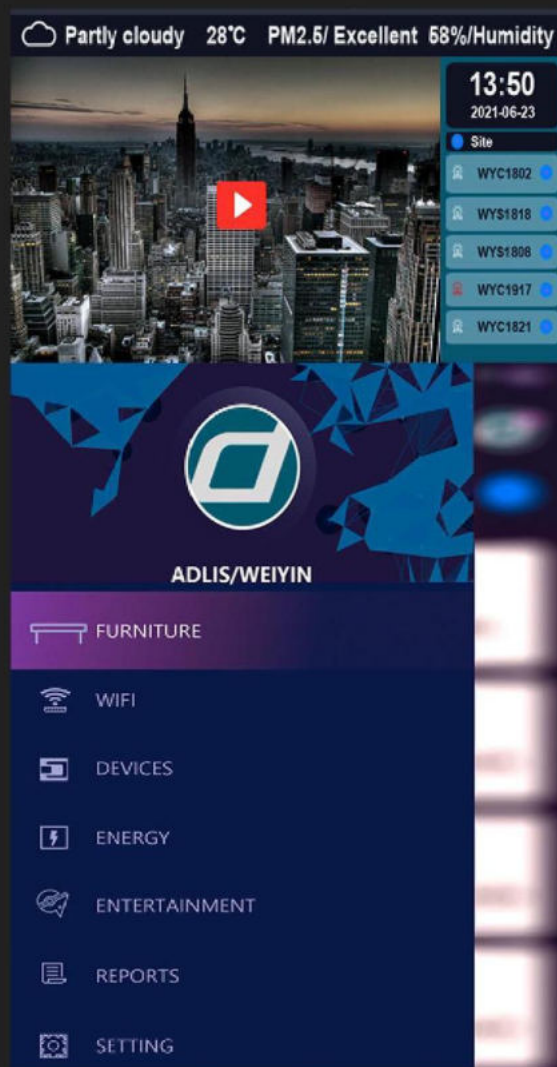 Partly cloudy 28℃ PM2.5/ Excellent 58%/Humidity
13:50
2021-06-23
Site
WYC1802
WYS1818
WYS1808
WYC1917
WYC1821
ADLIS/WEIYIN
FURNITURE
WIFI
DEVICES
ENERGY
ENTERTAINMENT
REPORTS
SETTING